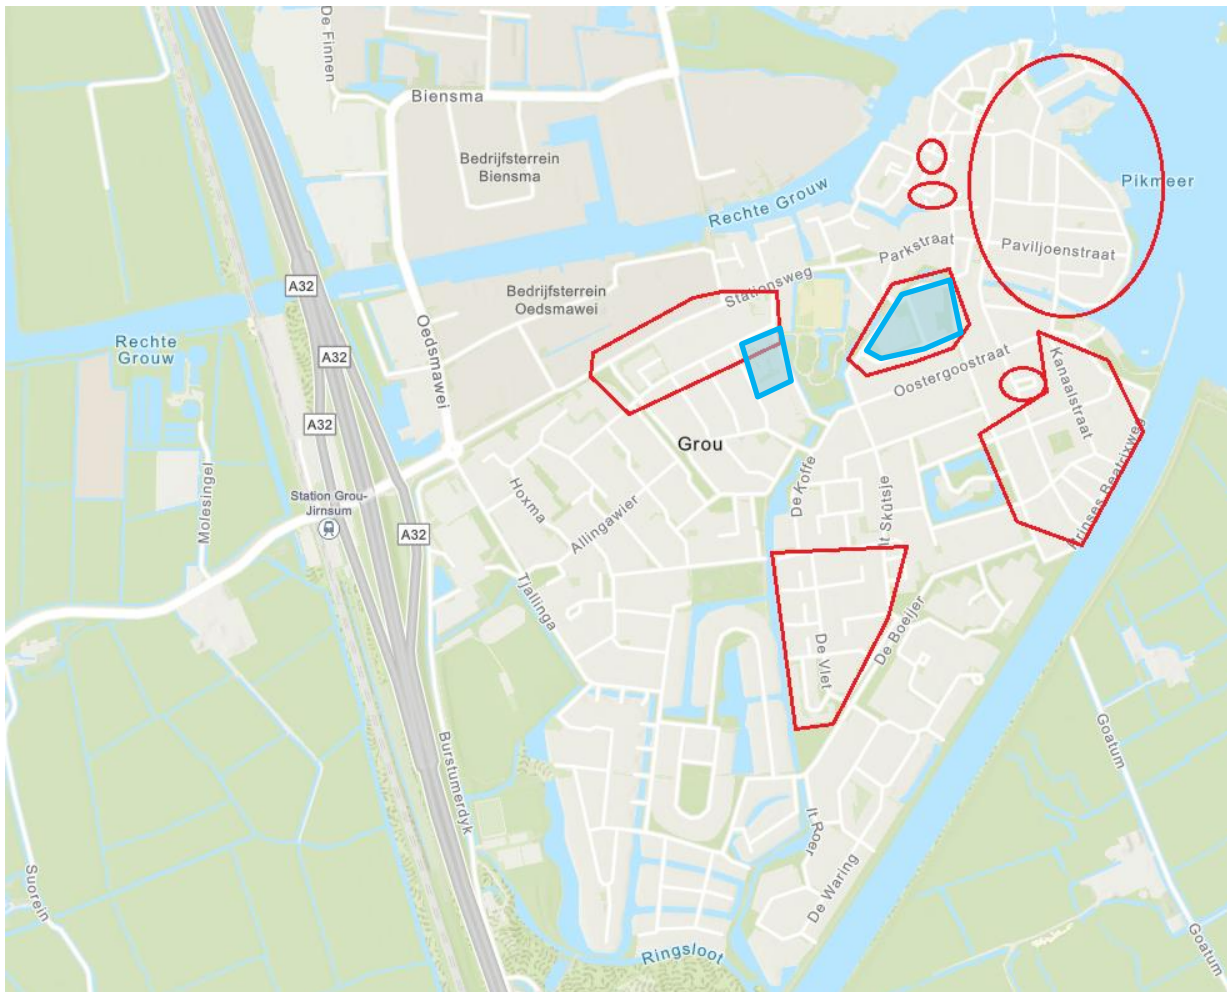 De Finnen
Biensma
Bedrijfsterrein
Biensma
Pikmeer
Rechte Grouw
Parkstraat
Paviljoenstraat
A32
Stationsweg
Bedrijfsterrein
Oedsmawei
Oedsmawei
Rechte
Grouw
A32
Oostergoostraat
Kanaalstraat
A32
Grou
Prinses Beatrixweg
Molesingel
Station Grou-
Jirnsum
Hoxma
De Koffe
It Skûtsje
Allingawier
A32
Tjallinga
De Boeijer
De Vlet
Goatum
Burstumerdyk
It Roer
De Waring
Suorein
Ringsloot
Goatum